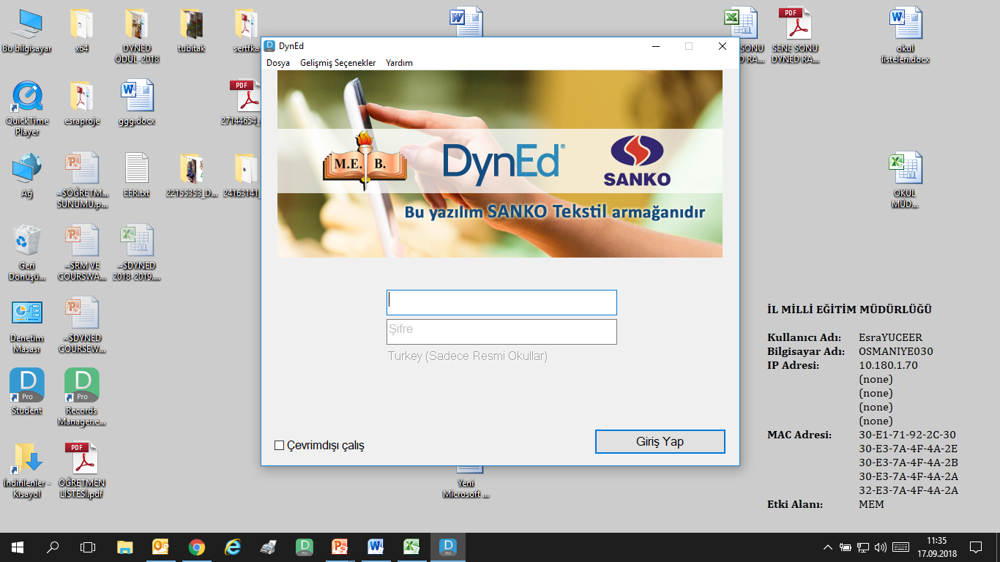 Bu bilgisayar
x64
DYNED
ÖDÜL-2018
tubitak
sertfka
SONU
DYNED RA...
SENE SONU
DYNED RA...
okul
listeleri.docx
DynEd
Dosya Gelişmiş Seçenekler Yardım
M.E. B.
DynEd
SANKO
Bu yazılım SANKO Tekstil armağanıdır
QuickTime
Player
esraproje
ggg.docx
27144654_
Ağ
~$ÖĞRETM...
SUNUMU.p...
EER.txt
22155353_D...
24163141_
OKUL
MÜD...
Geri
Dönüşü...
~$RM VE
COURSWA...
~$DYNED
2018-2019....
Denetim
Masası
~$DYNED
COURSEW...
Şifre
Turkey (Sadece Resmi Okullar)
Student
Records
Manager.e...
Çevrimdışı çalış
Giriş Yap
İndirilenler -
Kısayol
ÖĞRETMEN
LİSTESİ.pdf
Yeni
Microsoft ...
İL MİLLİ EĞİTİM MÜDÜRLÜĞÜ
Kullanıcı Adı: EsraYUCEER
Bilgisayar Adı: OSMANIYE030
IP Adresi: 10.180.1.70
(none)
(none)
(none)
(none)
MAC Adresi: 30-E1-71-92-2C-30
30-E3-7A-4F-4A-2E
30-E3-7A-4F-4A-2B
30-E3-7A-4F-4A-2A
32-E3-7A-4F-4A-2A
Etki Alanı: MEM
11:35
17.09.2018